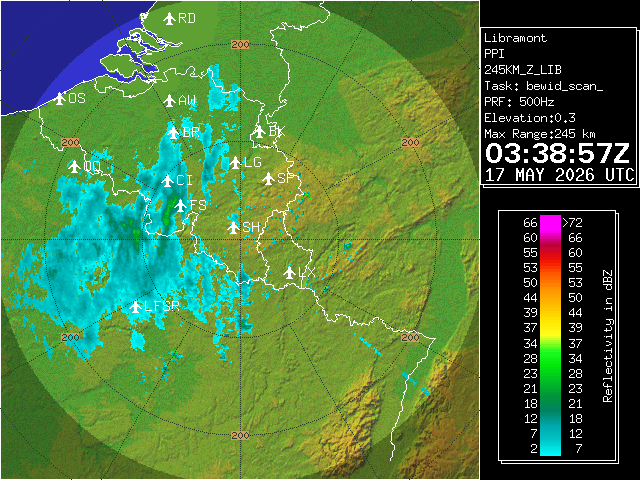 RD
200
OS
AW
BR
BK
200
200
QQ
LG
CI
SP
FS
SH
LX
LFSR
200
200
200
Libramont
PPI
245KM_Z_LIB
Task: bewid_scan_
PRF: 500Hz
Elevation:0.3
Max Range:245 km
03:38:57Z
17 MAY 2026 UTC
66 >72
60 66
55 60
53 55
50 53
44 50
39 44
37 39
34 37
28 34
23 28
21 23
18 21
12 18
7 12
2 7
Reflectivity in dBZ